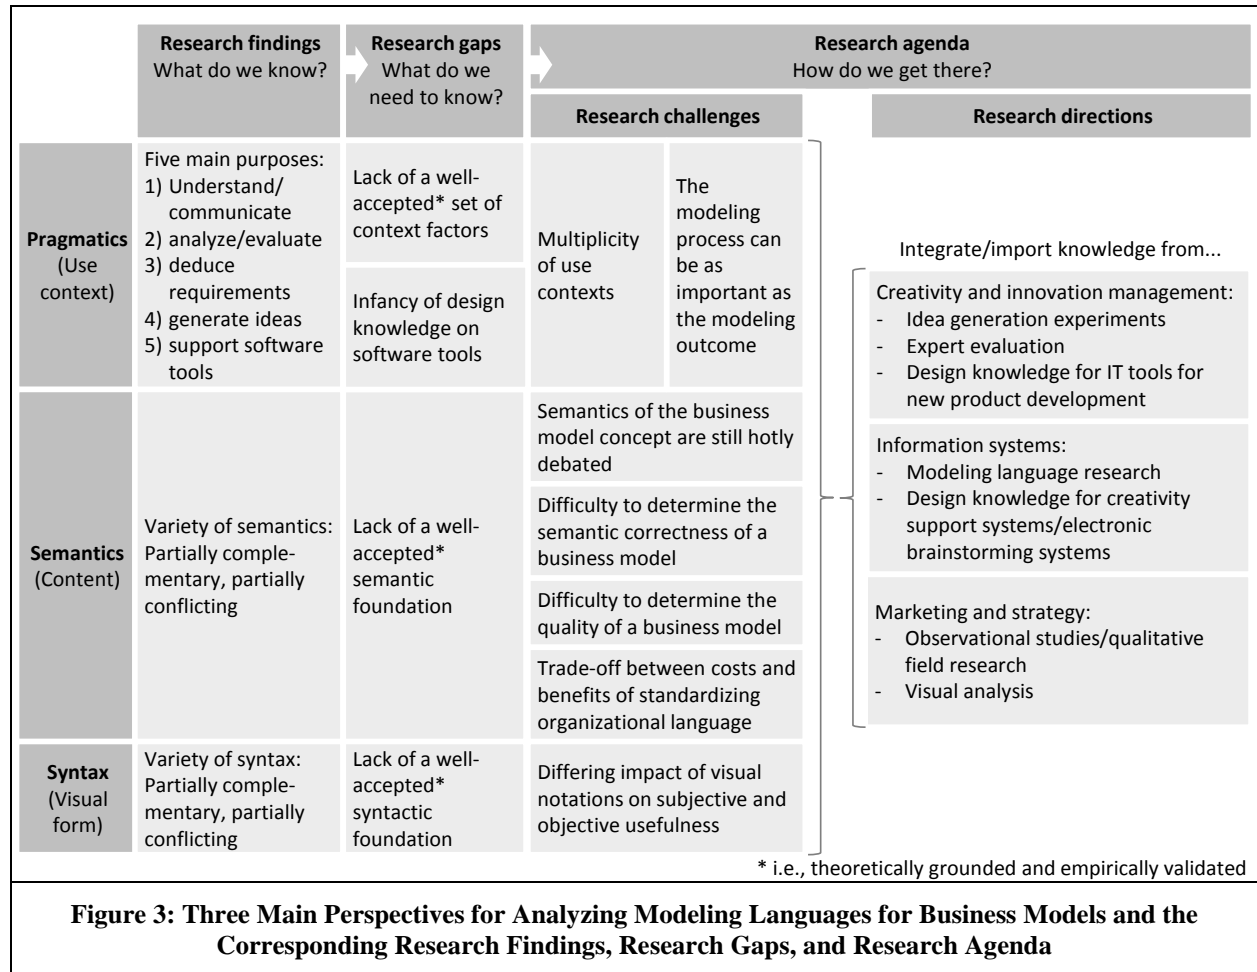 Research findings
What do we know?
Research gaps
What do we
need to know?
Research agenda
How do we get there?
Research challenges
Research directions
Pragmatics
(Use
context)
Five main purposes:
1) Understand/
communicate
2) analyze/evaluate
3) deduce
requirements
4) generate ideas
5) support software
tools
Lack of a well-
accepted* set of
context factors
Infancy of design
knowledge on
software tools
Multiplicity
of use
contexts
The
modeling
process can
be as
important as
the modeling
outcome
Semantics
(Content)
Variety of semantics:
Partially comple-
mentary, partially
conflicting
Lack of a well-
accepted*
semantic
foundation
Semantics of the business
model concept are still hotly
debated
Difficulty to determine the
semantic correctness of a
business model
Difficulty to determine the
quality of a business model
Trade-off between costs and
benefits of standardizing
organizational language
Syntax
(Visual
form)
Variety of syntax:
Partially comple-
mentary, partially
conflicting
Lack of a well-
accepted*
syntactic
foundation
Differing impact of visual
notations on subjective and
objective usefulness
Integrate/import knowledge from...
Creativity and innovation management:
- Idea generation experiments
- Expert evaluation
- Design knowledge for IT tools for
new product development
Information systems:
- Modeling language research
- Design knowledge for creativity
support systems/electronic
brainstorming systems
Marketing and strategy:
- Observational studies/qualitative
field research
- Visual analysis
* i.e., theoretically grounded and empirically validated
Figure 3: Three Main Perspectives for Analyzing Modeling Languages for Business Models and the
Corresponding Research Findings, Research Gaps, and Research Agenda